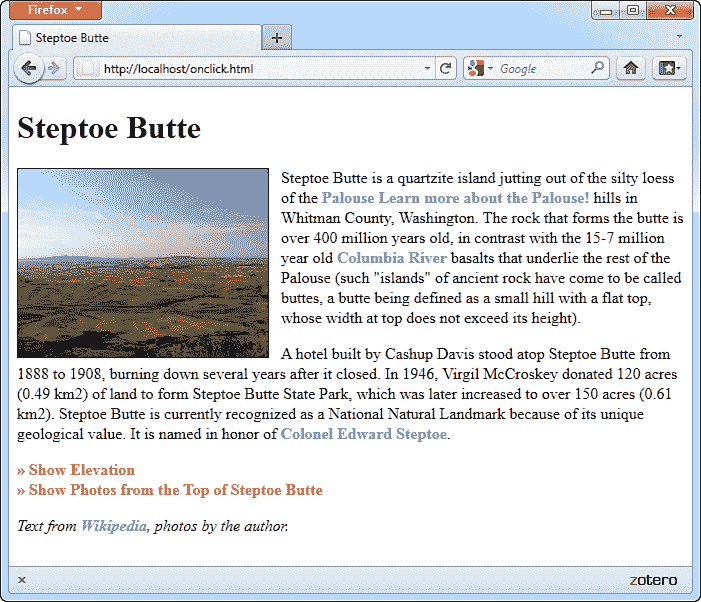 Firefox
Steptoe Butte
http://localhost/onclick.html
Google
Steptoe Butte
Steptoe Butte is a quartzite island jutting out of the silty loess
of the Palouse Learn more about the Palouse! hills in
Whitman County, Washington. The rock that forms the butte is
over 400 million years old, in contrast with the 15-7 million
year old Columbia River basalts that underlie the rest of the
Palouse (such "islands" of ancient rock have come to be called
buttes, a butte being defined as a small hill with a flat top,
whose width at top does not exceed its height).
A hotel built by Cashup Davis stood atop Steptoe Butte from
1888 to 1908, burning down several years after it closed. In 1946, Virgil McCroskey donated 120 acres
(0.49 km2) of land to form Steptoe Butte State Park, which was later increased to over 150 acres (0.61
km2). Steptoe Butte is currently recognized as a National Natural Landmark because of its unique
geological value. It is named in honor of Colonel Edward Steptoe.
» Show Elevation
» Show Photos from the Top of Steptoe Butte
Text from Wikipedia, photos by the author.
zotero